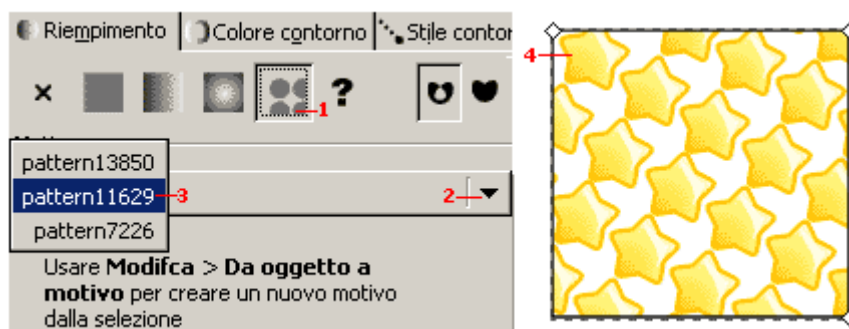 Riempimento Colore contorno Stile contor
?
1
pattern13850
pattern11629 3
2
pattern7226
Usare Modifca > Da oggetto a
motivo per creare un nuovo motivo
dalla selezione
4